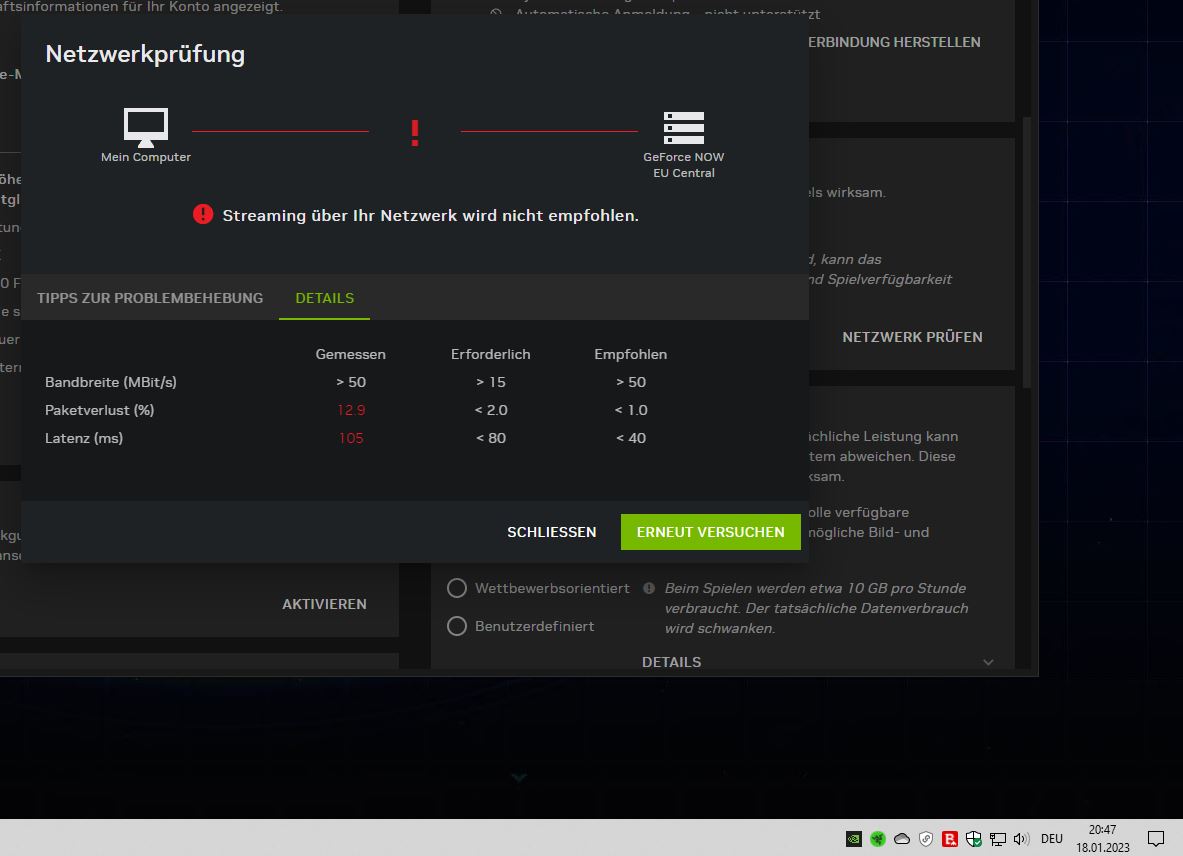 aftsinformationen für Ihr Konto angezeigt.
Netzwerkprüfung
Mein Computer
GeForce NOW
EU Central
Streaming über Ihr Netzwerk wird nicht empfohlen.
TIPPS ZUR PROBLEMBEHEBUNG DETAILS
Gemessen Erforderlich Empfohlen
Bandbreite (MBit/s) > 50 > 15 > 50
Paketverlust (%) 12.9 < 2.0 < 1.0
Latenz (ms) 105 < 80 < 40
SCHLIESSEN ERNEUT VERSUCHEN
AKTIVIEREN
Automatische Anmeldung – nicht unterstützt
ERBINDUNG HERSTELLEN
els wirksam.
d, kann das
nd Spielverfügbarkeit
NETZWERK PRÜFEN
ächliche Leistung kann
tem abweichen. Diese
ksam.
olle verfügbare
mögliche Bild- und
Wettbewerbsorientiert
Benutzerdefiniert
Beim Spielen werden etwa 10 GB pro Stunde
verbraucht. Der tatsächliche Datenverbrauch
wird schwanken.
DETAILS
DEU
20:47
18.01.2023